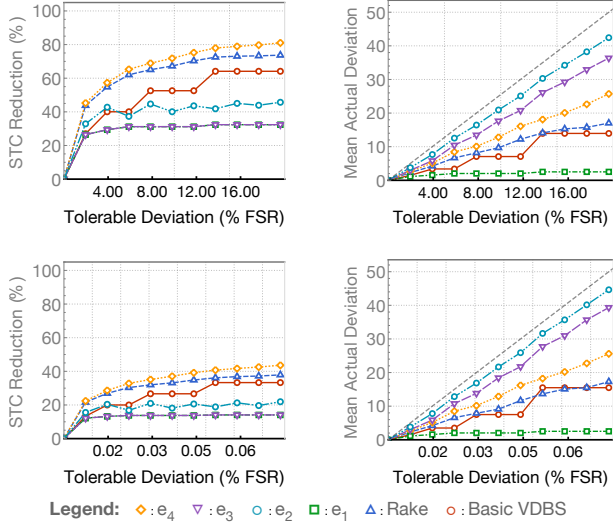 100
80
60
40
20
0
STC Reduction (%)
4.00 8.00 12.00 16.00
Tolerable Deviation (% FSR)
50
40
30
20
10
0
Mean Actual Deviation
4.00 8.00 12.00 16.00
Tolerable Deviation (% FSR)
100
80
60
40
20
0
STC Reduction (%)
0.02 0.03 0.05 0.06
Tolerable Deviation (% FSR)
50
40
30
20
10
0
Mean Actual Deviation
0.02 0.03 0.05 0.06
Tolerable Deviation (% FSR)
Legend: : e4 : e3 : e2 : e1 : Rake : Basic VDBS